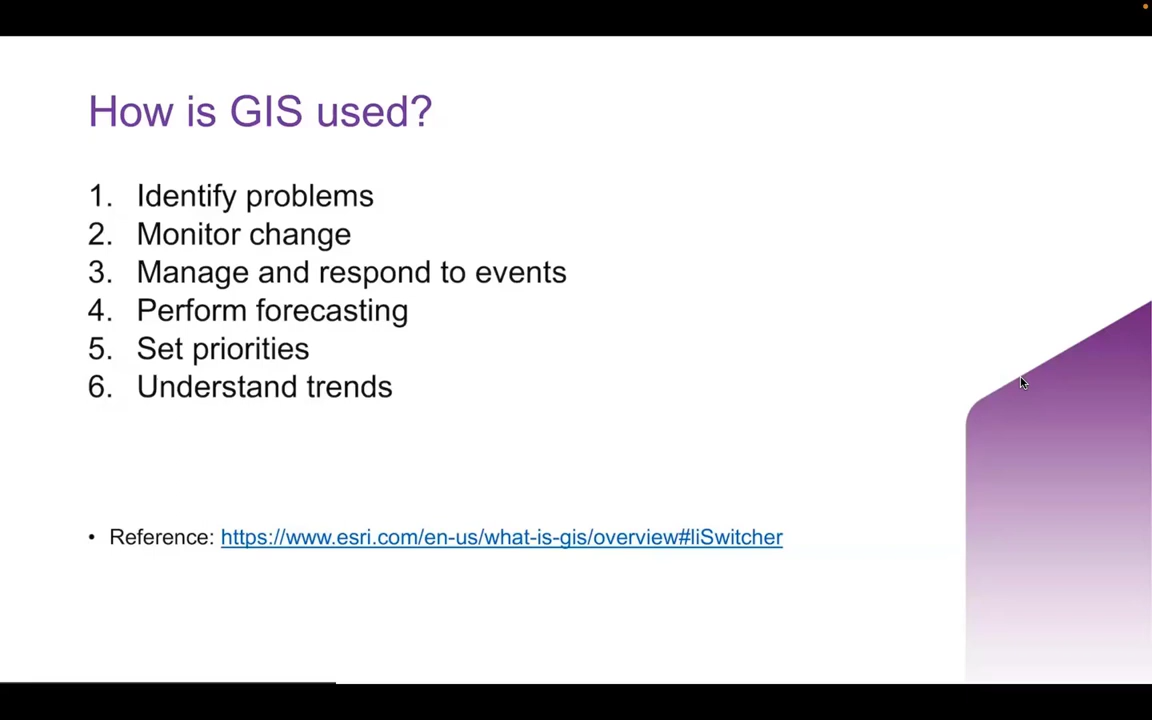 How is GIS used?
1. Identify problems
2. Monitor change
3. Manage and respond to events
4. Perform forecasting
5. Set priorities
6. Understand trends
• Reference: https://www.esri.com/en-us/what-is-gis/overview#liSwitcher